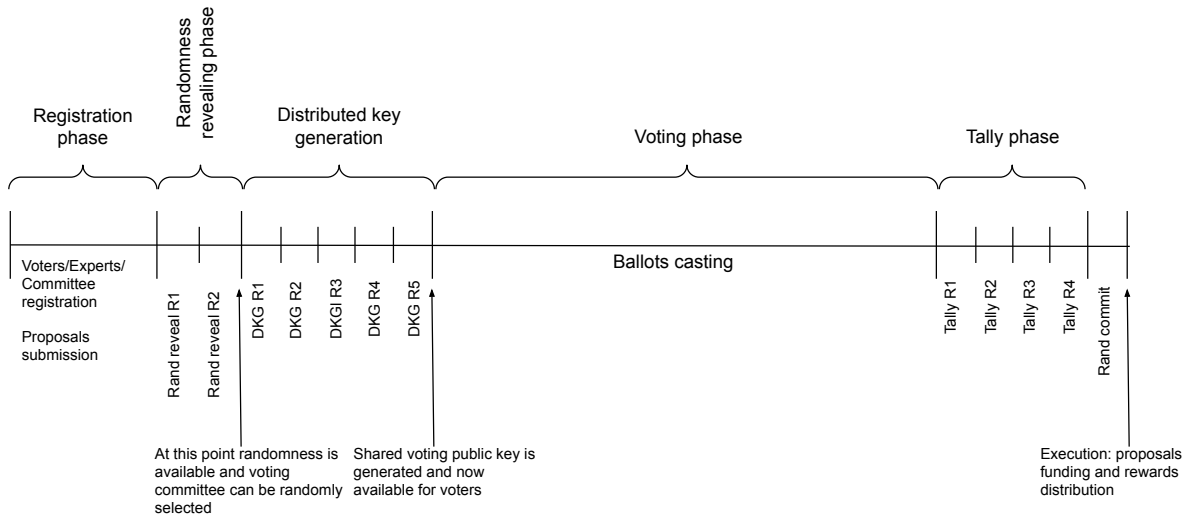 Registration
phase
Randomness
revealing phase
Distributed key
generation
Voting phase
Tally phase
Voters/Experts/
Committee
registration
Proposals
submission
Rand reveal R1
Rand reveal R2
DKG R1
DKG R2
DKGI R3
DKG R4
DKG R5
Ballots casting
Tally R1
Tally R2
Tally R3
Tally R4
Rand commit
At this point randomness is
available and voting
committee can be randomly
selected
Shared voting public key is
generated and now
available for voters
Execution: proposals
funding and rewards
distribution